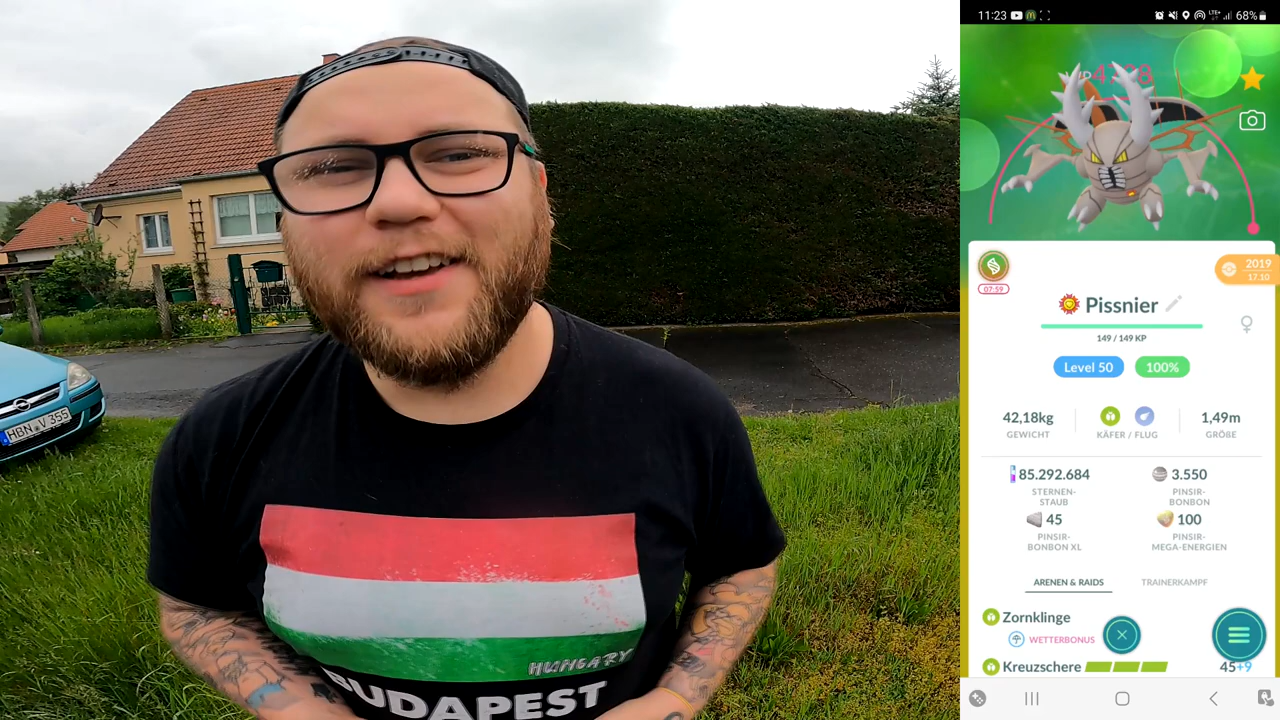 HBN V 355
HUNGARY
BUDAPEST
11:23
LTE+
68%
2019
17.10
07:59
Pissnier
149 / 149 KP
Level 50
100%
42,18kg
GEWICHT
KÄFER / FLUG
1,49m
GRÖßE
85.292.684
STERNEN-
STAUB
3.550
PINSIR-
BONBON
45
PINSIR-
BONBON XL
100
PINSIR-
MEGA-ENERGIEN
ARENEN & RAIDS
TRAINERKAMPF
Zornklinge
WETTERBONUS
Kreuzschere
45+9